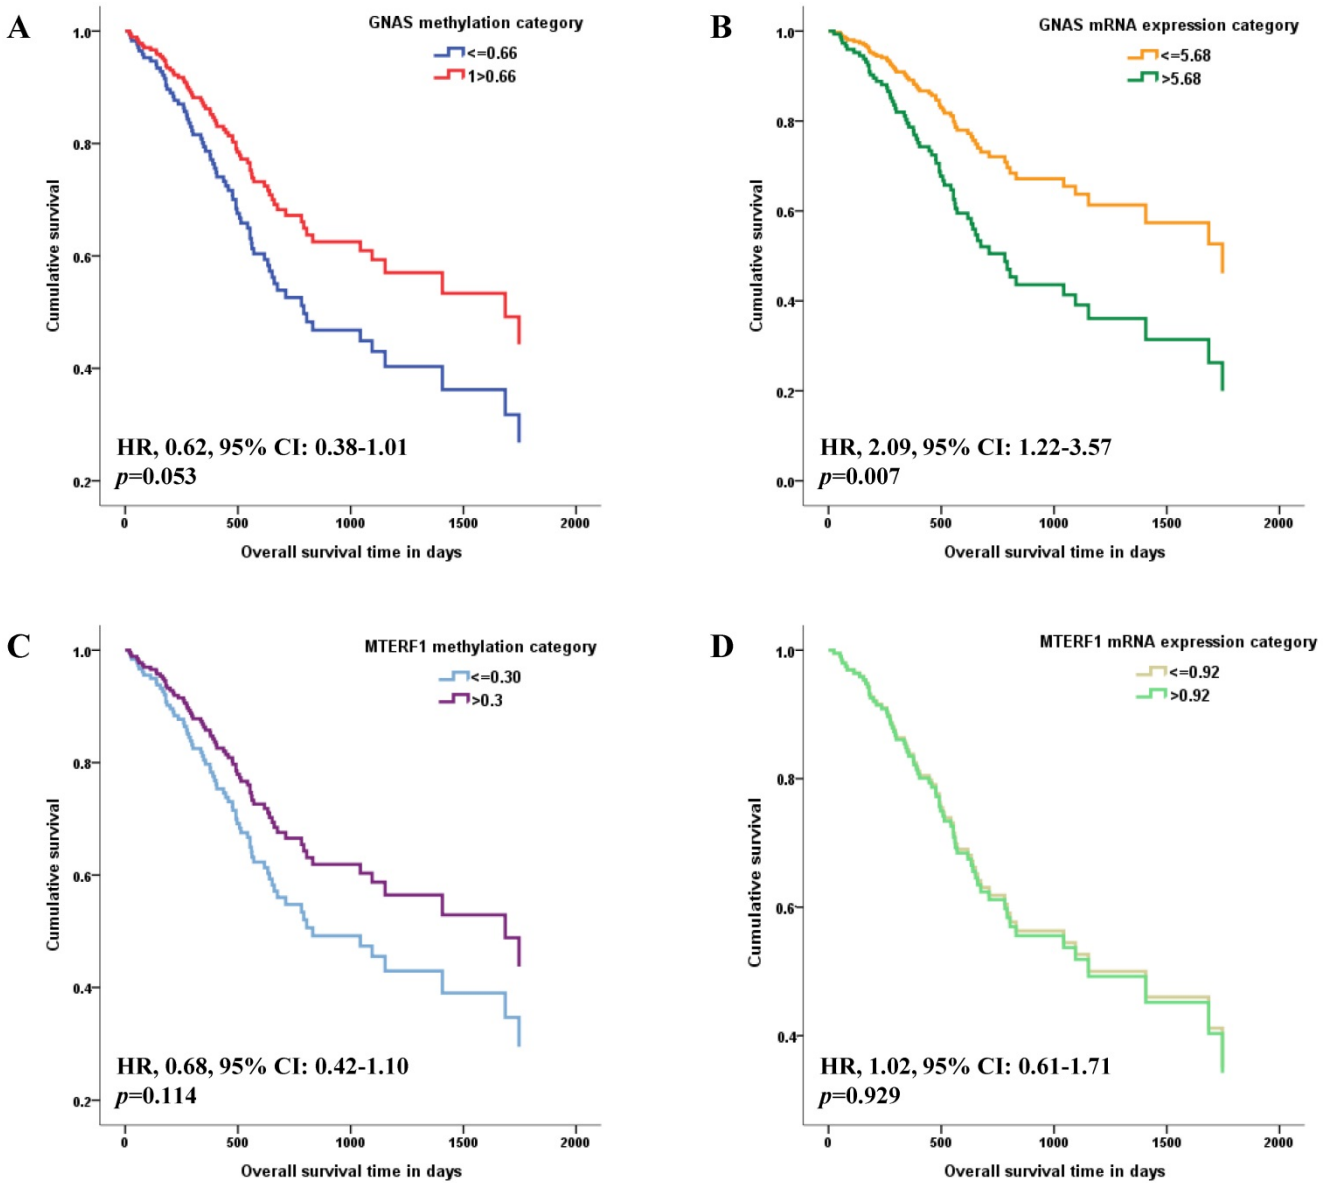 A
GNAS methylation category
<=0.66
1>0.66
1.0
0.8
0.6
0.4
0.2
Cumulative survival
HR, 0.62, 95% CI: 0.38-1.01
p=0.053
0 500 1000 1500 2000
Overall survival time in days
B
GNAS mRNA expression category
<=5.68
>5.68
1.0
0.8
0.6
0.4
0.2
0.0
Cumulative survival
HR, 2.09, 95% CI: 1.22-3.57
p=0.007
0 500 1000 1500 2000
Overall survival time in days
C
MTERF1 methylation category
<=0.30
>0.3
1.0
0.8
0.6
0.4
0.2
Cumulative survival
HR, 0.68, 95% CI: 0.42-1.10
p=0.114
0 500 1000 1500 2000
Overall survival time in days
D
MTERF1 mRNA expression category
<=0.92
>0.92
1.0
0.8
0.6
0.4
Cumulative survival
HR, 1.02, 95% CI: 0.61-1.71
p=0.929
0 500 1000 1500 2000
Overall survival time in days